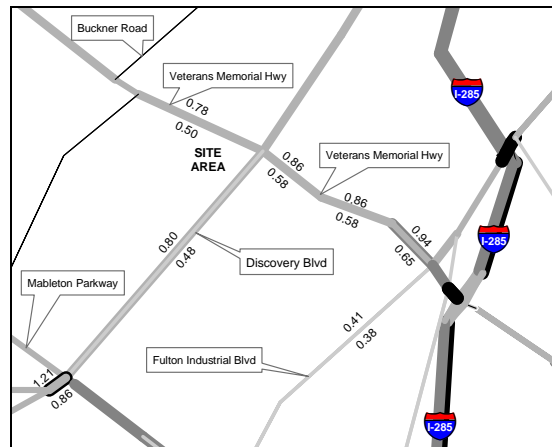 Buckner Road
I-285
Veterans Memorial Hwy
0.78
0.50
SITE
AREA
0.86
0.58
Veterans Memorial Hwy
0.86
0.58
0.94
0.65
I-285
0.80
0.48
Discovery Blvd
Mableton Parkway
0.41
0.38
Fulton Industrial Blvd
1.21
0.86
I-285